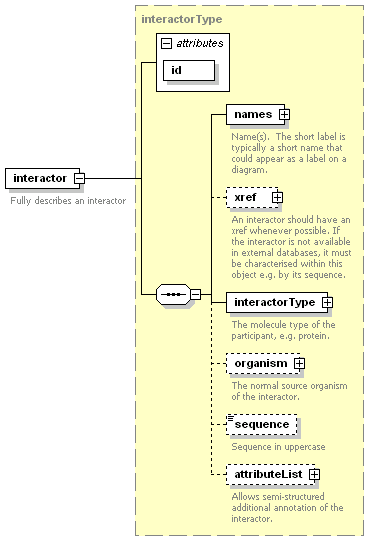 interactorType
attributes
id
interactor
Fully describes an interactor
names
Name(s).  The short label is
typically a short name that
could appear as a label on a
diagram.
xref
An interactor should have an
xref whenever possible. If
the interactor is not available
in external databases, it must
be characterised within this
object e.g. by its sequence.
interactorType
The molecule type of the
participant, e.g. protein.
organism
The normal source organism
of the interactor.
sequence
Sequence in uppercase
attributeList
Allows semi-structured
additional annotation of the
interactor.